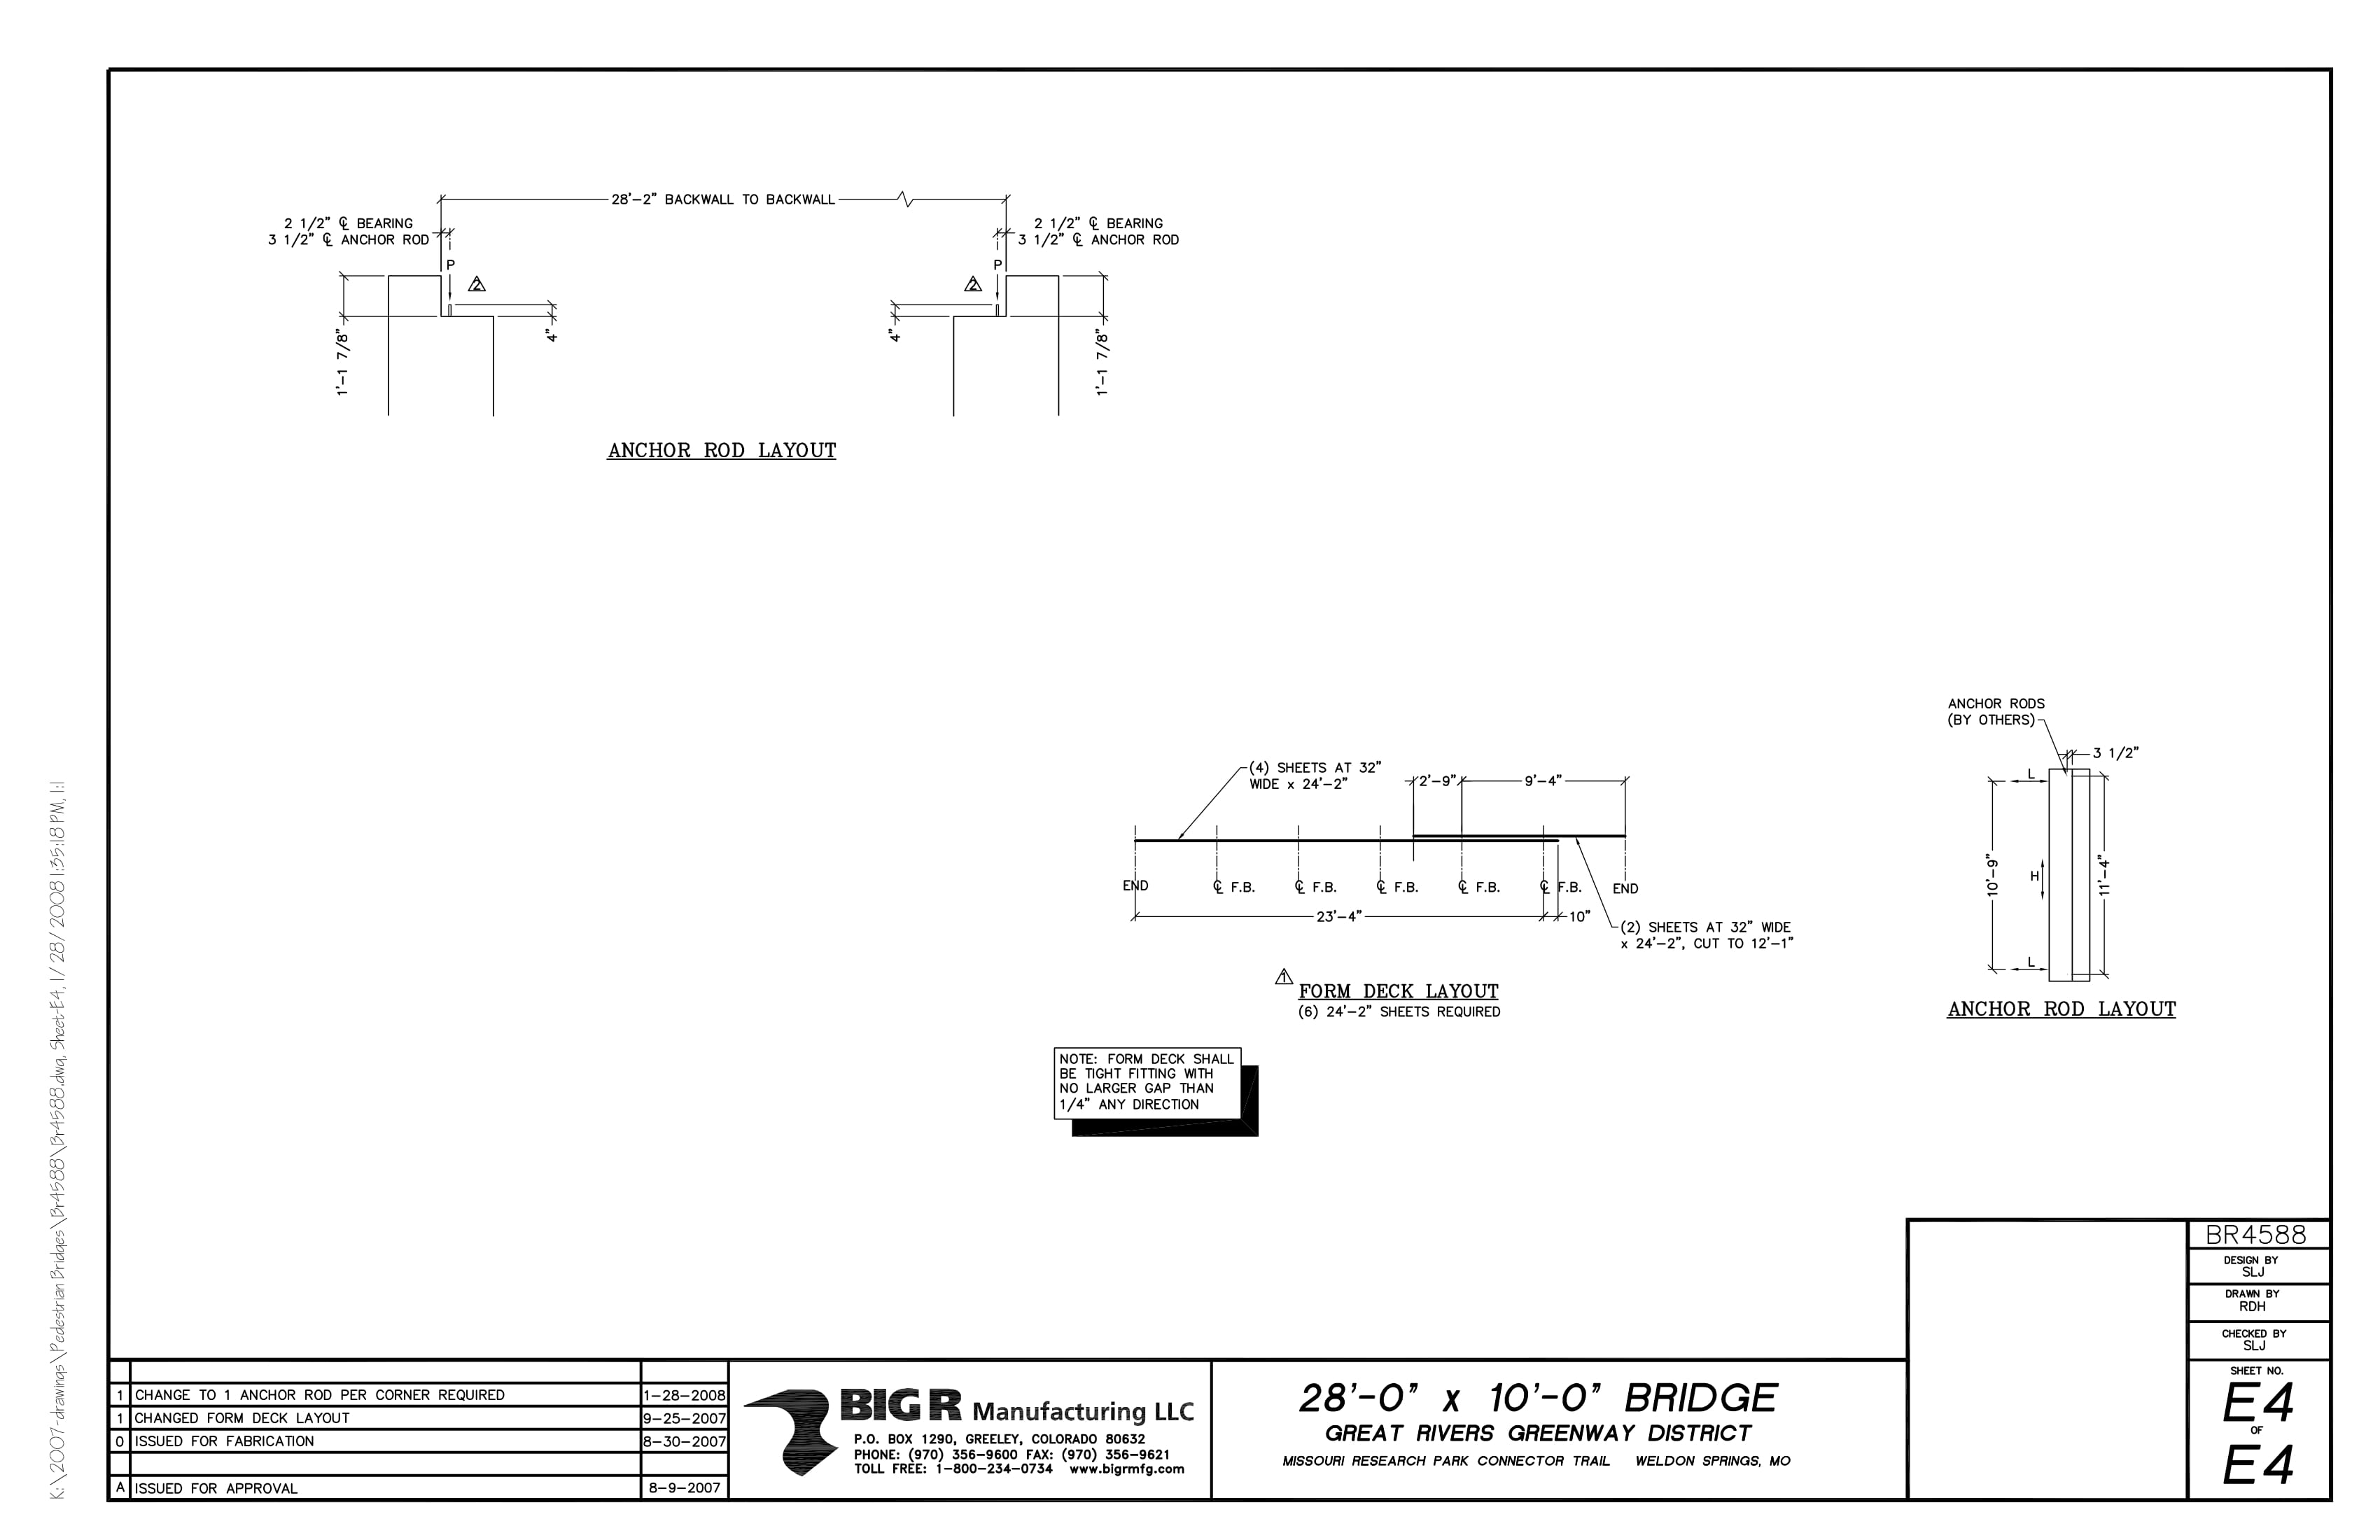 28'-2" BACKWALL TO BACKWALL
2 1/2" ℄ BEARING
3 1/2" ℄ ANCHOR ROD
2 1/2" ℄ BEARING
3 1/2" ℄ ANCHOR ROD
P
2
P
2
1'-1 7/8"
4"
4"
1'-1 7/8"
ANCHOR ROD LAYOUT
ANCHOR RODS
(BY OTHERS)
3 1/2"
L
10'-9"
H
11'-4"
L
ANCHOR ROD LAYOUT
(4) SHEETS AT 32"
WIDE x 24'-2"
2'-9"
9'-4"
END
℄ F.B.
℄ F.B.
℄ F.B.
℄ F.B.
℄ F.B.
END
23'-4"
10"
(2) SHEETS AT 32" WIDE
x 24'-2", CUT TO 12'-1"
1
FORM DECK LAYOUT
(6) 24'-2" SHEETS REQUIRED
NOTE: FORM DECK SHALL
BE TIGHT FITTING WITH
NO LARGER GAP THAN
1/4" ANY DIRECTION
K:\2007-drawings\Pedestrian Bridges\Br4588\Br4588.dwg, Sheet-E4, 1/28/2008 1:35:18 PM, 1:1
1 CHANGE TO 1 ANCHOR ROD PER CORNER REQUIRED 1-28-2008
1 CHANGED FORM DECK LAYOUT 9-25-2007
0 ISSUED FOR FABRICATION 8-30-2007
A ISSUED FOR APPROVAL 8-9-2007
BIG R Manufacturing LLC
P.O. BOX 1290, GREELEY, COLORADO 80632
PHONE: (970) 356-9600 FAX: (970) 356-9621
TOLL FREE: 1-800-234-0734 www.bigrmfg.com
28'-0" x 10'-0" BRIDGE
GREAT RIVERS GREENWAY DISTRICT
MISSOURI RESEARCH PARK CONNECTOR TRAIL WELDON SPRINGS, MO
BR4588
DESIGN BY
SLJ
DRAWN BY
RDH
CHECKED BY
SLJ
SHEET NO.
E4
OF
E4